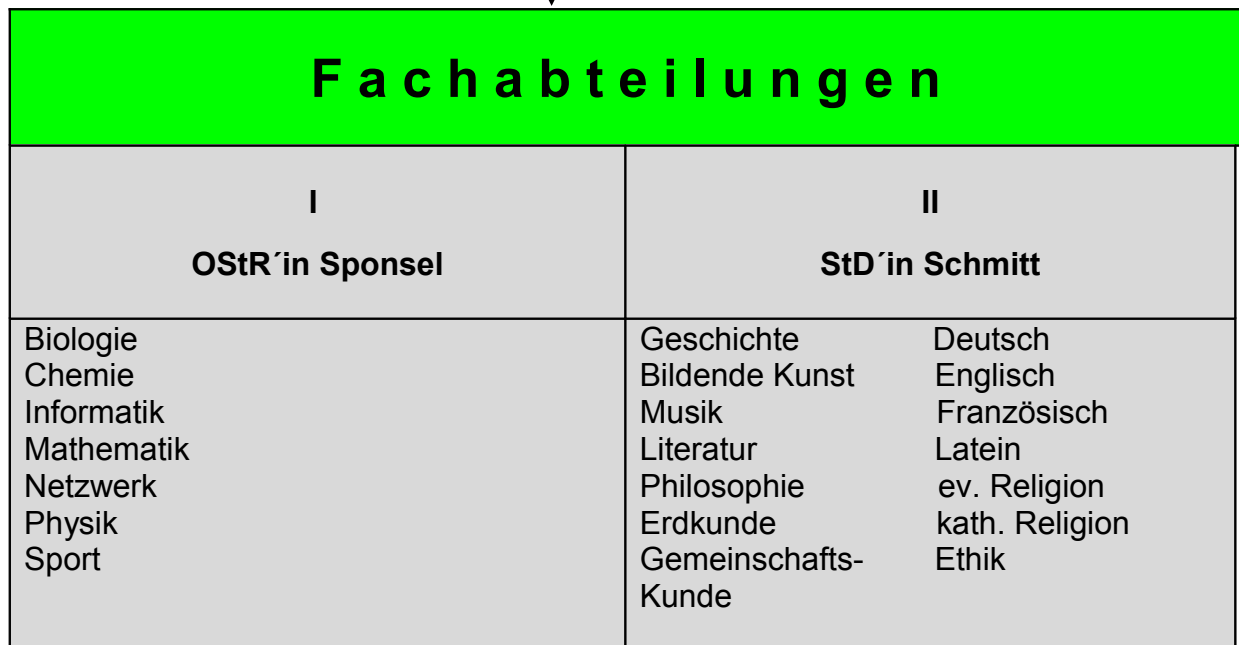 F a c h a b t e i l u n g e n
I
OStR´in Sponsel
II
StD´in Schmitt
Biologie
Chemie
Informatik
Mathematik
Netzwerk
Physik
Sport
Geschichte Deutsch
Bildende Kunst Englisch
Musik Französisch
Literatur Latein
Philosophie ev. Religion
Erdkunde kath. Religion
Gemeinschafts- Ethik
Kunde